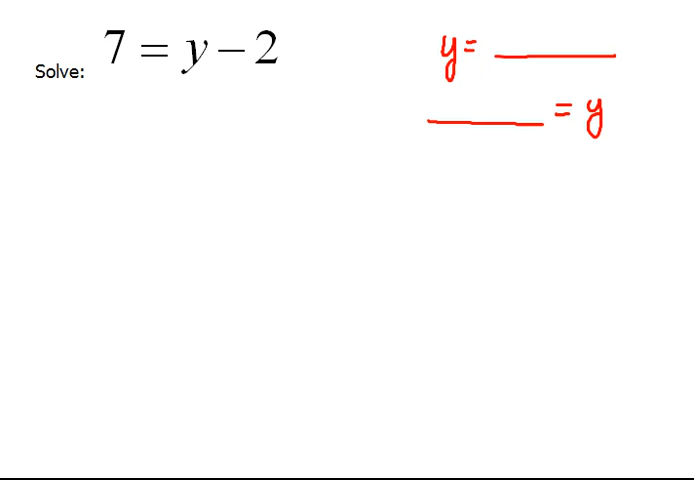 Solve: 7 = y − 2
y = ______
______ = y